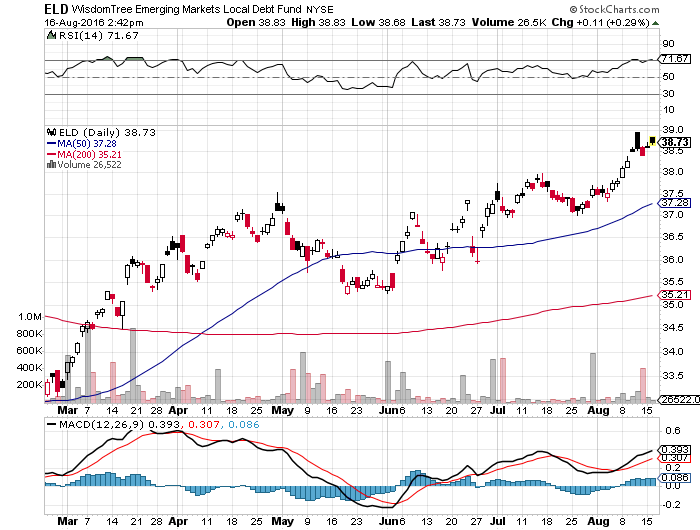 ELD WisdomTree Emerging Markets Local Debt Fund NYSE © StockCharts.com
16-Aug-2016 2:42pm Open 38.83 High 38.83 Low 38.68 Last 38.73 Volume 26.5K Chg +0.11 (+0.29%)
RSI(14) 71.67
90
71.67
50
30
10
ELD (Daily) 38.73
MA(50) 37.28
MA(200) 35.21
Volume 26,522
39.0
38.73
38.5
38.0
37.5
37.28
37.0
36.5
36.0
35.5
35.21
35.0
34.5
34.0
33.5
26522.0
1.0M
800K
600K
400K
200K
Mar 7 14 21 28 Apr 11 18 25 May 9 16 23 Jun 6 13 20 27 Jul 11 18 25 Aug 8 15
MACD(12,26,9) 0.393, 0.307, 0.086
0.6
0.393
0.307
0.2
0.086
0.0
-0.2
Mar 7 14 21 28 Apr 11 18 25 May 9 16 23 Jun 6 13 20 27 Jul 11 18 25 Aug 8 15